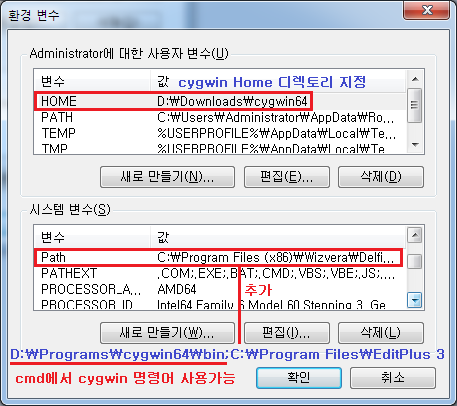 환경 변수
Administrator에 대한 사용자 변수(U)
변수 값 cygwin Home 디렉토리 지정
HOME D:₩Downloads₩cygwin64
PATH C:₩Users₩Administrator₩AppData₩Ro...
TEMP %USERPROFILE%₩AppData₩Local₩Te...
TMP %USERPROFILE%₩AppData₩Local₩Te...
새로 만들기(N)... 편집(E)... 삭제(D)
시스템 변수(S)
변수 값
Path C:₩Program Files (x86)₩Wizvera₩Delfi...
PATHEXT .COM;.EXE;.BAT;.CMD;.VBS;.VBE;.JS;...
PROCESSOR_A... AMD64
추가
PROCESSOR_ID... Intel64 Family 6 Model 60 Stepping 3, Ge...
새로 만들기(W)... 편집(I)... 삭제(L)
D:₩Programs₩cygwin64₩bin;C:₩Program Files₩EditPlus 3
cmd에서 cygwin 명령어 사용가능
확인 취소